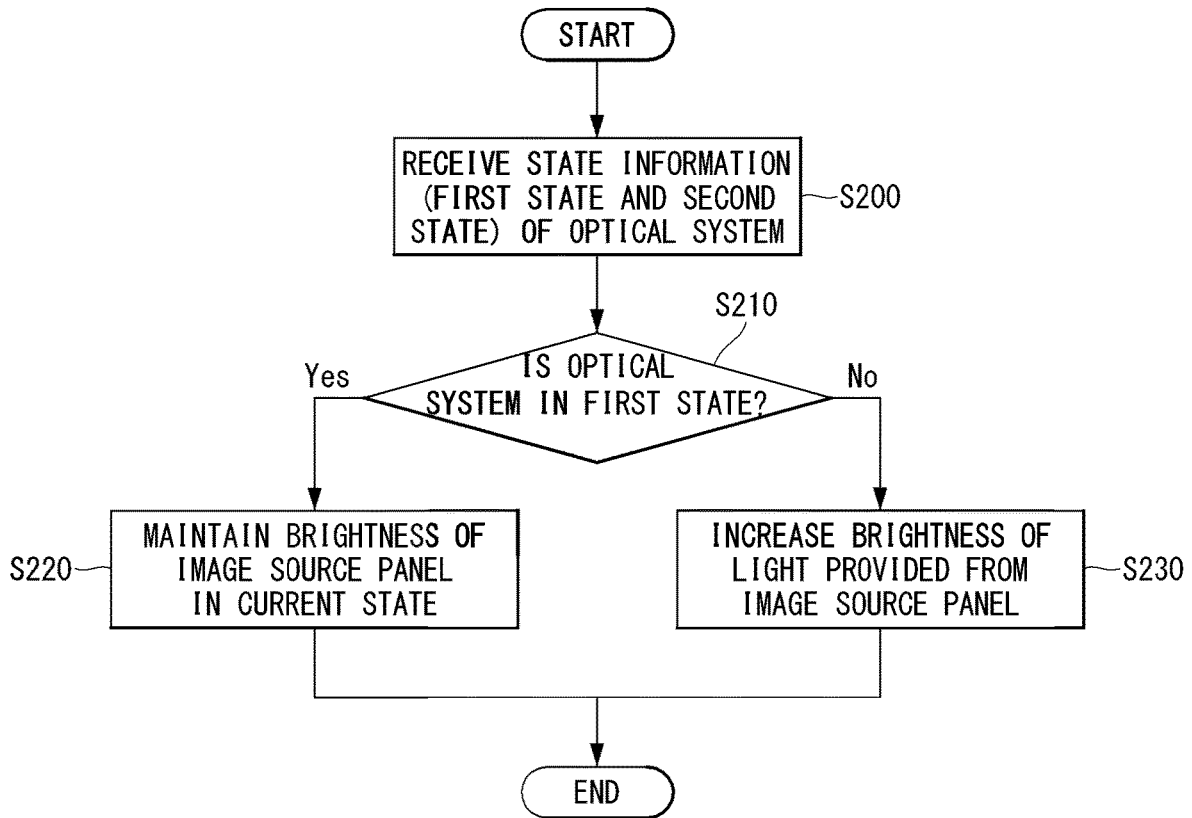 START
RECEIVE STATE INFORMATION
(FIRST STATE AND SECOND
STATE) OF OPTICAL SYSTEM
S200
S210
IS OPTICAL
SYSTEM IN FIRST STATE?
Yes
No
MAINTAIN BRIGHTNESS OF
IMAGE SOURCE PANEL
IN CURRENT STATE
S220
INCREASE BRIGHTNESS OF
LIGHT PROVIDED FROM
IMAGE SOURCE PANEL
S230
END